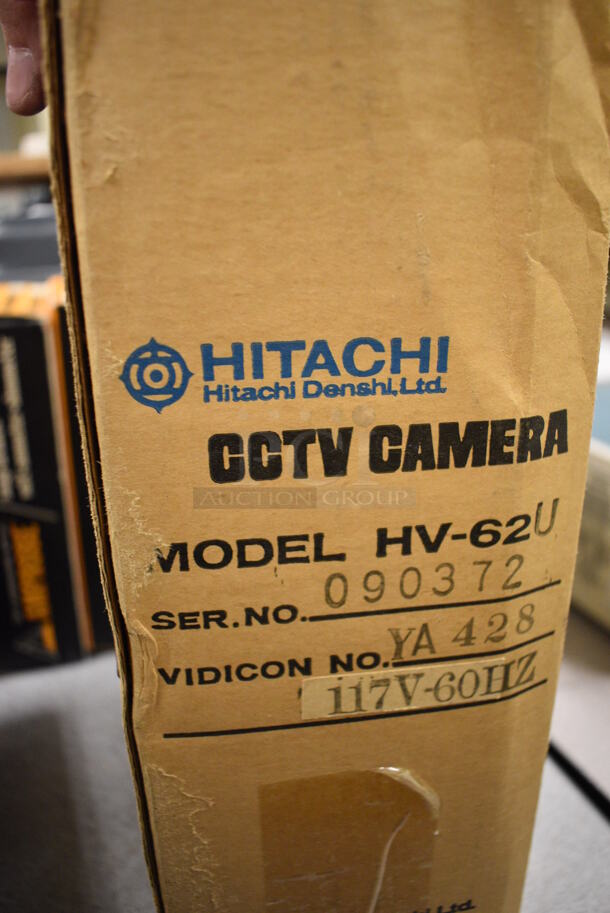 HITACHI
Hitachi Denshi, Ltd.
CCTV CAMERA
AUCTION GROUP
MODEL HV-62U
SER.NO. 090372
VIDICON NO. YA 428
117V-60HZ
Ltd.